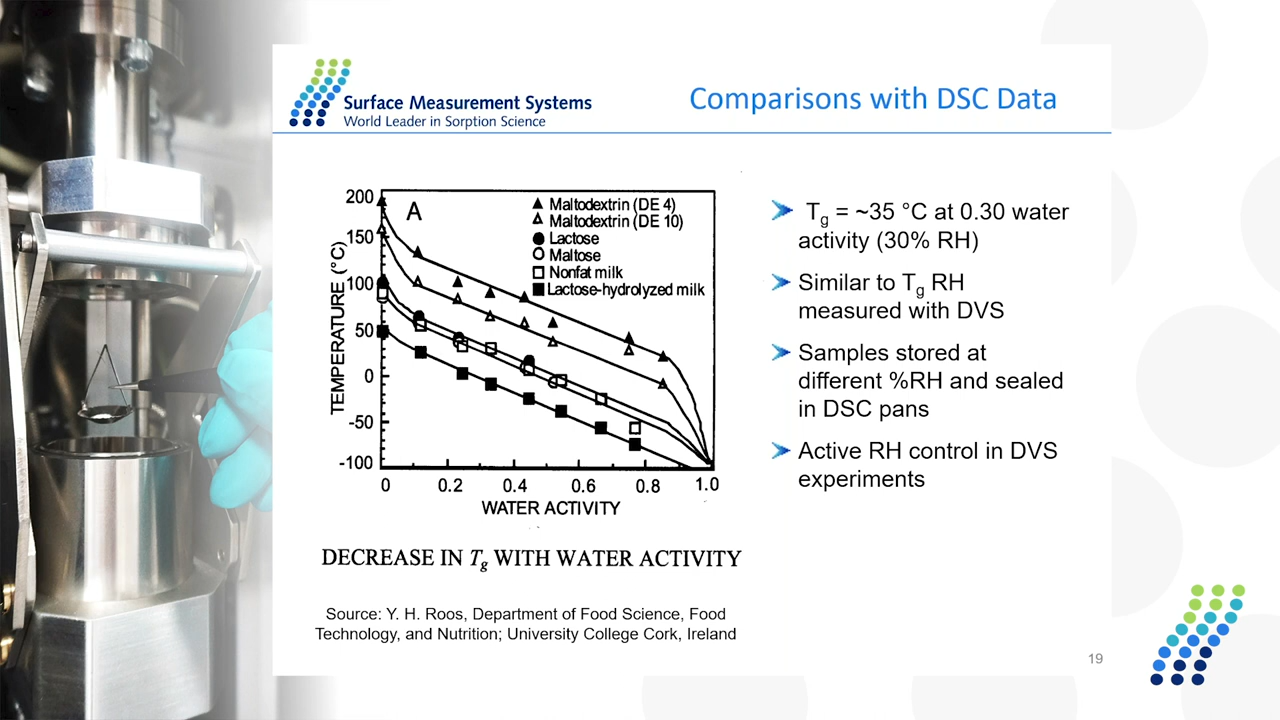 Surface Measurement Systems
World Leader in Sorption Science
Comparisons with DSC Data
A
Maltodextrin (DE 4)
Maltodextrin (DE 10)
Lactose
Maltose
Nonfat milk
Lactose-hydrolyzed milk
TEMPERATURE (°C)
200
150
100
50
0
-50
-100
0 0.2 0.4 0.6 0.8 1.0
WATER ACTIVITY
DECREASE IN Tg WITH WATER ACTIVITY
Source: Y. H. Roos, Department of Food Science, Food
Technology, and Nutrition; University College Cork, Ireland
Tg = ~35 °C at 0.30 water
activity (30% RH)
Similar to Tg RH
measured with DVS
Samples stored at
different %RH and sealed
in DSC pans
Active RH control in DVS
experiments
19